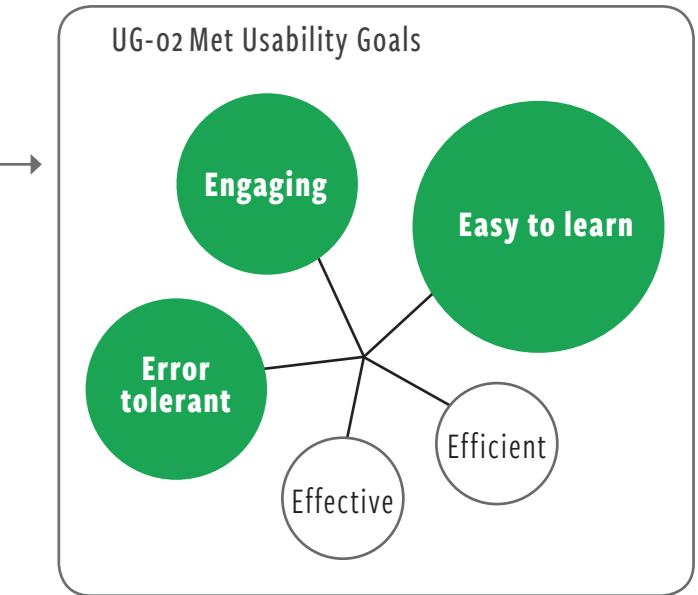 UG-02 Met Usability Goals
Engaging
Easy to learn
Error
tolerant
Efficient
Effective